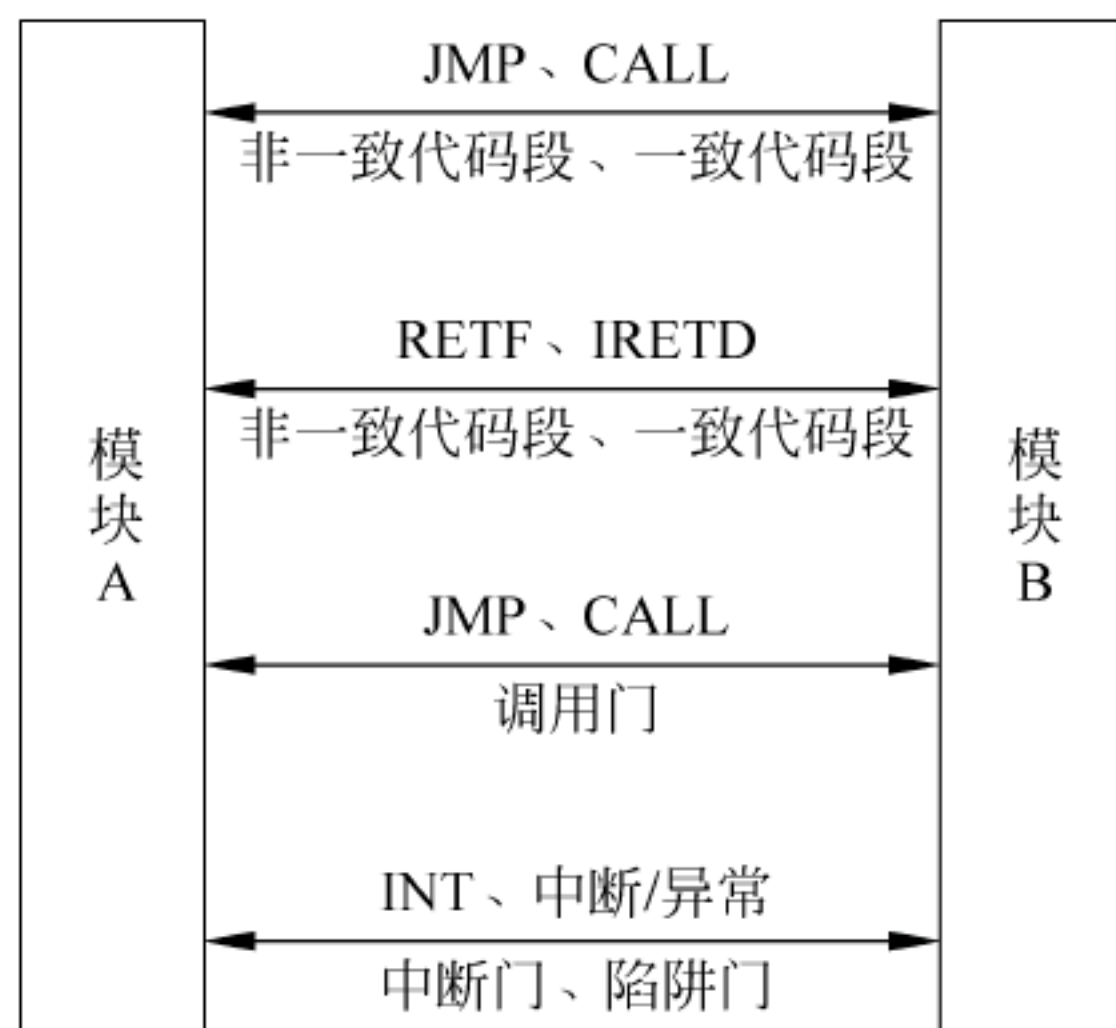 JMP、CALL
非一致代码段、一致代码段
RETF、IRETD
非一致代码段、一致代码段
模块A
模块B
JMP、CALL
调用门
INT、中断/异常
中断门、陷阱门